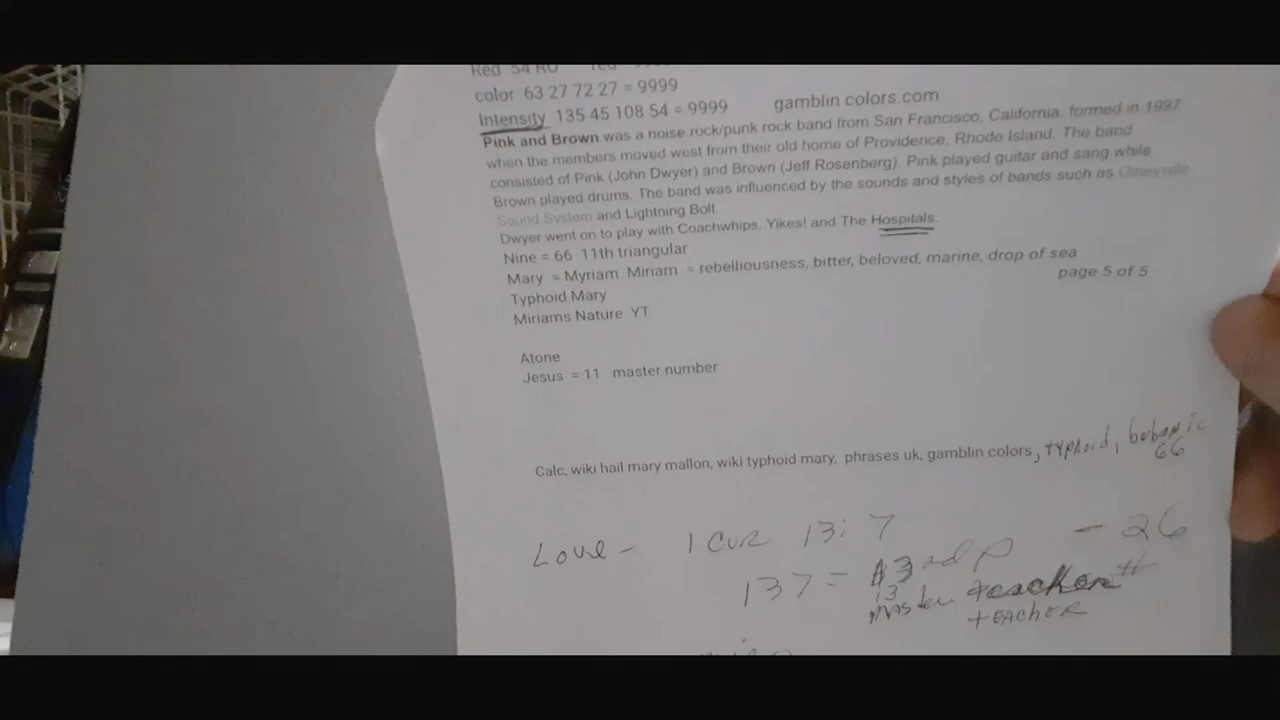 Red 54 RO
color 63 27 72 27 = 9999
Intensity 135 45 108 54 = 9999 gamblin colors.com
Pink and Brown was a noise rock/punk rock band from San Francisco, California, formed in 1997
when the members moved west from their old home of Providence, Rhode Island. The band
consisted of Pink (John Dwyer) and Brown (Jeff Rosenberg). Pink played guitar and sang while
Brown played drums. The band was influenced by the sounds and styles of bands such as Olneyville
Sound System and Lightning Bolt.
Dwyer went on to play with Coachwhips, Yikes! and The Hospitals.
Nine = 66 11th triangular
Mary = Myriam Miriam = rebelliousness, bitter, beloved, marine, drop of sea
page 5 of 5
Typhoid Mary
Miriams Nature YT
Atone
Jesus = 11 master number
Calc, wiki hail mary mallon, wiki typhoid mary, phrases uk, gamblin colors, typhoid, bubonic
66
Love - 1 COR 13:7 - 26
137 = 33rd p
13 Master teacher #
teacher